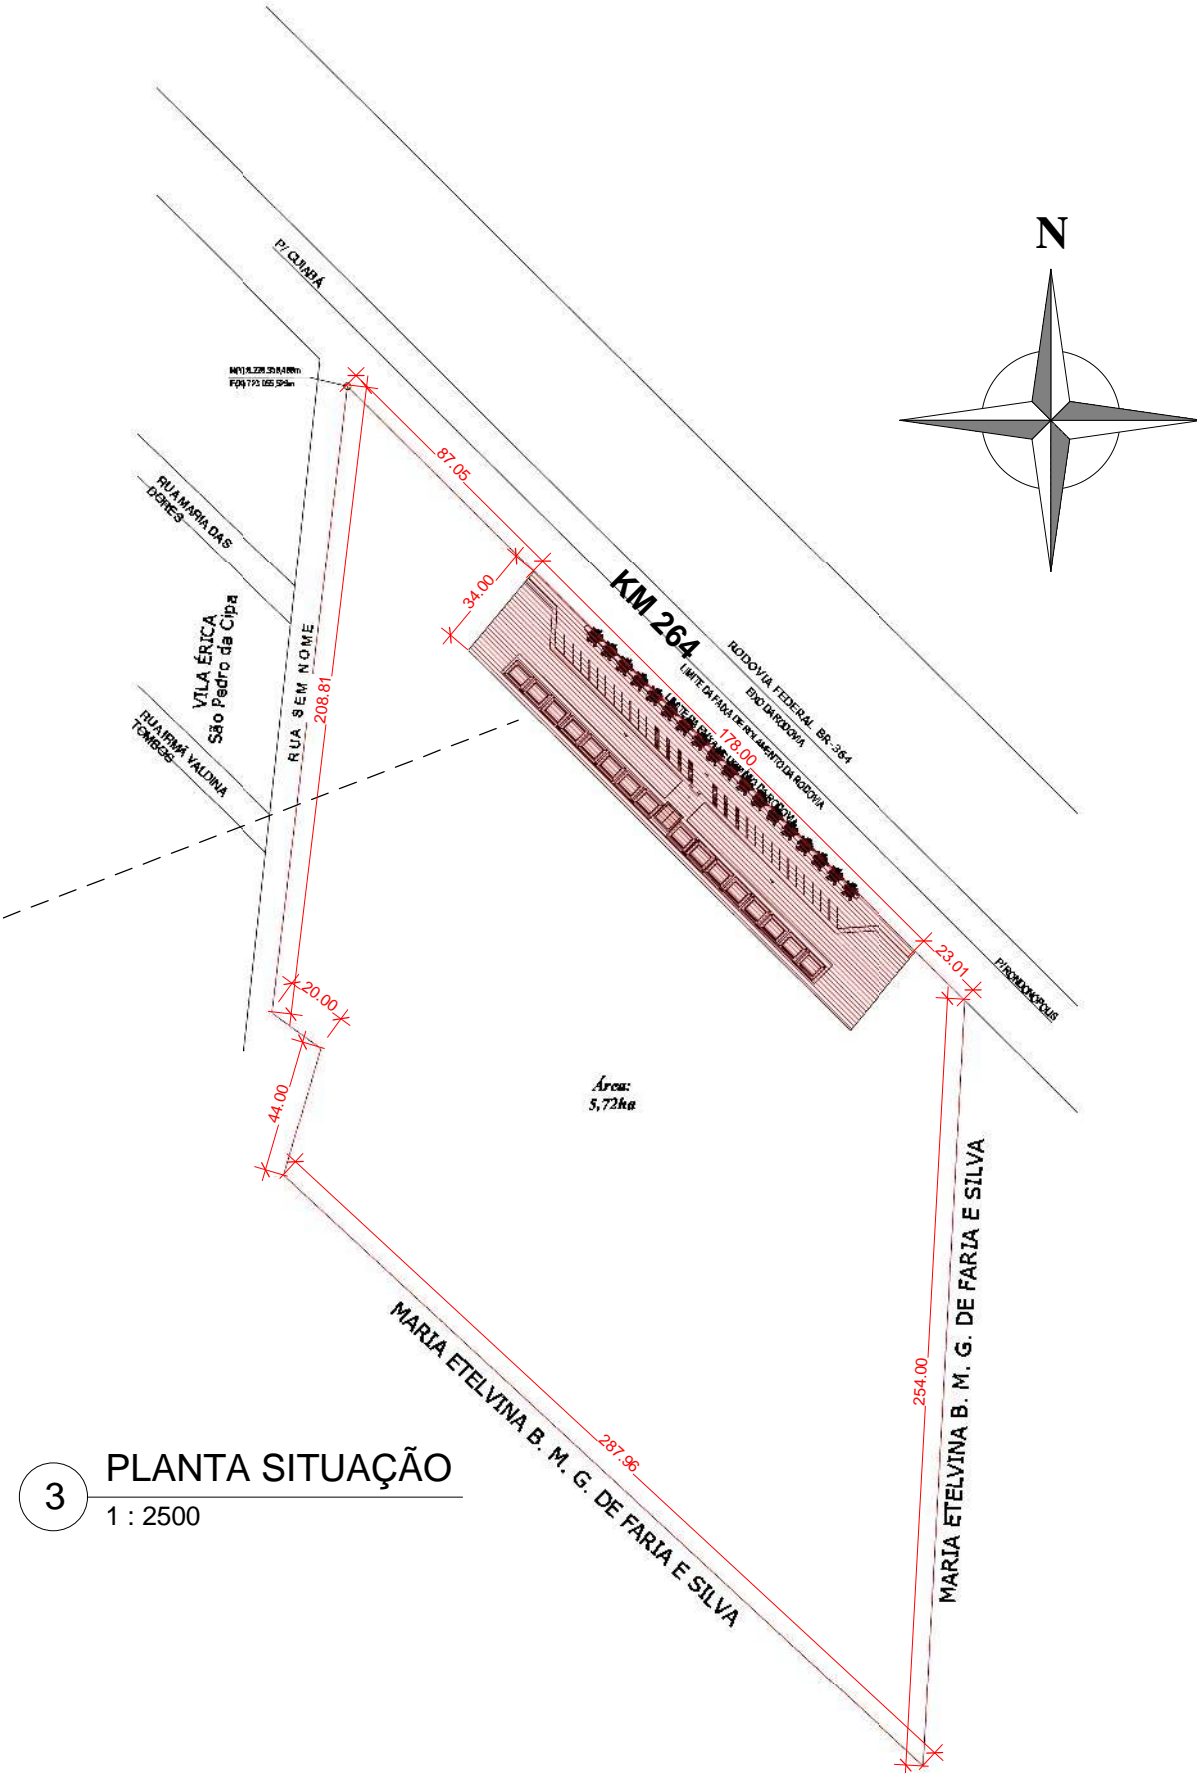 N
P/ CUIABÁ
87.05
34.00
KM 264
RODOVIA FEDERAL BR-364
EIXO DA RODOVIA
LIMITE DA FAIXA DE ROLAMENTO DA RODOVIA
178.00
RUA MARIA DAS
DORES
VILA ÉRICA
São Pedro da Cipa
RUA SEM NOME
208.81
RUA IRMÃ VALDINA
TOMBOS
23.01
P/RONDONÓPOLIS
20.00
44.00
Área:
5,72ha
MARIA ETELVINA B. M. G. DE FARIA E SILVA
254.00
287.96
MARIA ETELVINA B. M. G. DE FARIA E SILVA
3
PLANTA SITUAÇÃO
1 : 2500